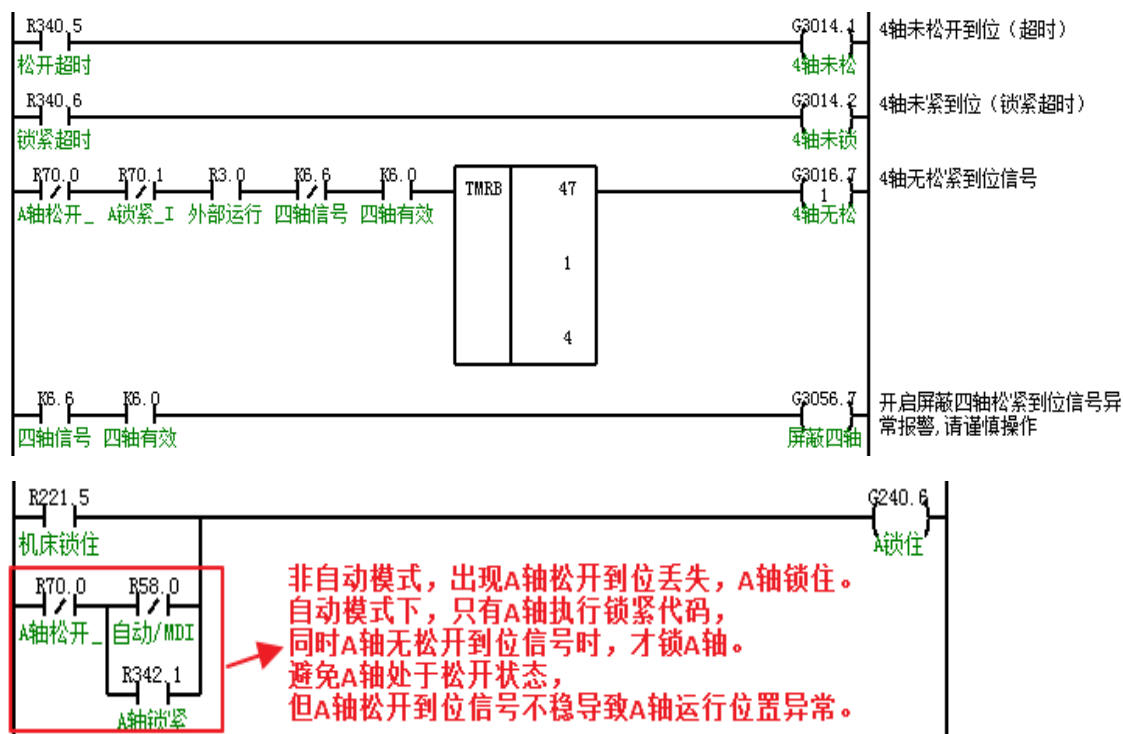 R340.5 G3014.1 4轴未松开到位（超时）
松开超时 4轴未松
R340.6 G3014.2 4轴未紧到位（锁紧超时）
锁紧超时 4轴未锁
R70.0 R70.1 R3.0 K6.6 K6.0 TMRB 47 G3016.7 4轴无松紧到位信号
1
A轴松开_ A锁紧_I 外部运行 四轴信号 四轴有效 4轴无松
1
4
K6.6 K6.0 G3056.7 开启屏蔽四轴松紧到位信号异
常报警,请谨慎操作
四轴信号 四轴有效 屏蔽四轴
R221.5 G240.6
机床锁住 A锁住
R70.0 R58.0
A轴松开_ 自动/MDI
R342.1
A轴锁紧
非自动模式，出现A轴松开到位丢失，A轴锁住。
自动模式下，只有A轴执行锁紧代码，
同时A轴无松开到位信号时，才锁A轴。
避免A轴处于松开状态，
但A轴松开到位信号不稳导致A轴运行位置异常。